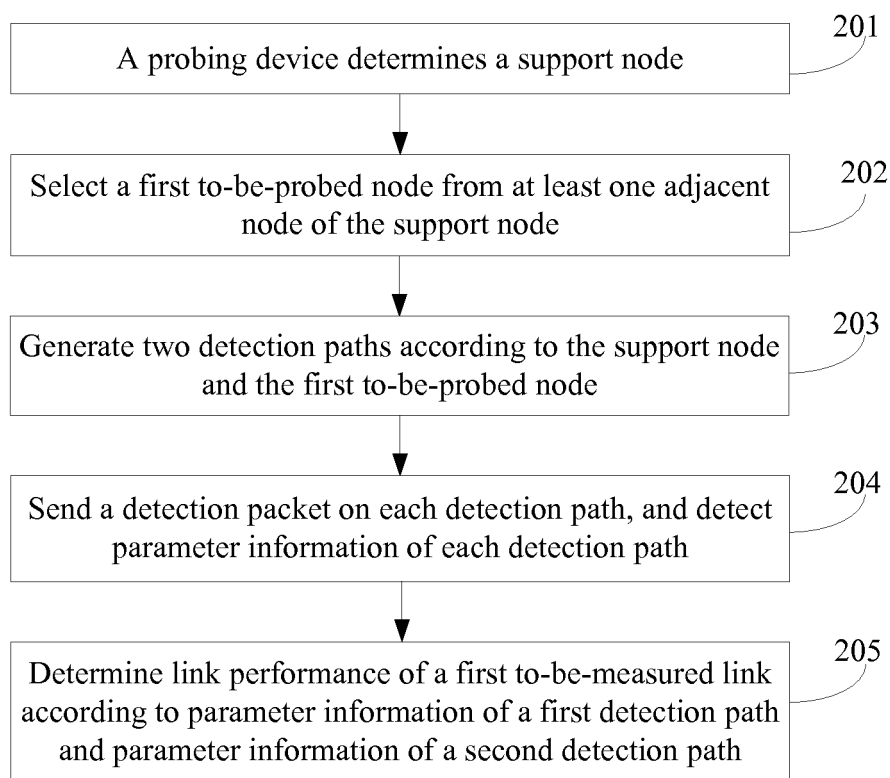 201
A probing device determines a support node
202
Select a first to-be-probed node from at least one adjacent
node of the support node
203
Generate two detection paths according to the support node
and the first to-be-probed node
204
Send a detection packet on each detection path, and detect
parameter information of each detection path
205
Determine link performance of a first to-be-measured link
according to parameter information of a first detection path
and parameter information of a second detection path